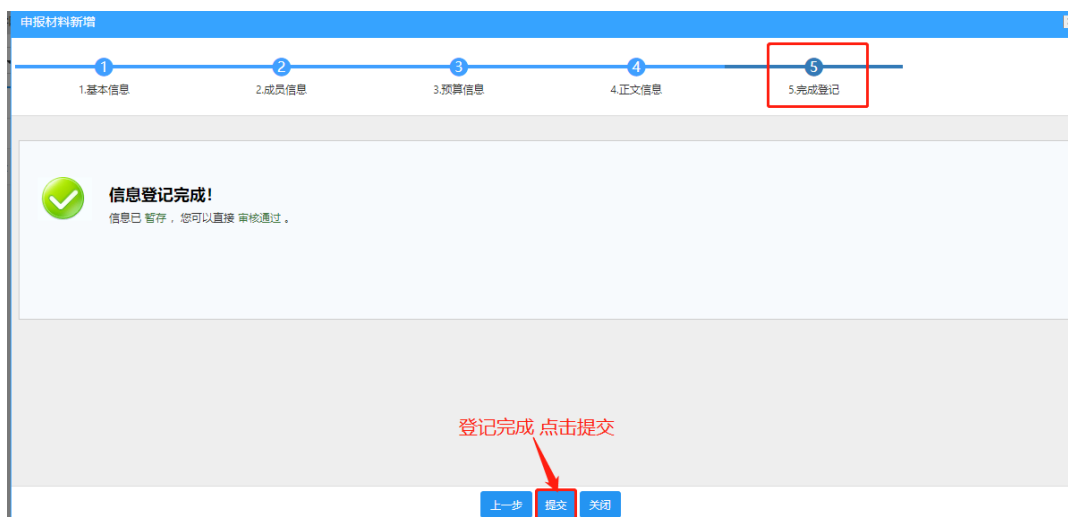 申报材料新增
1 2 3 4 5
1.基本信息 2.成员信息 3.预算信息 4.正文信息 5.完成登记
信息登记完成！
信息已 暂存 ，您可以直接 审核通过 。
登记完成 点击提交
上一步 提交 关闭